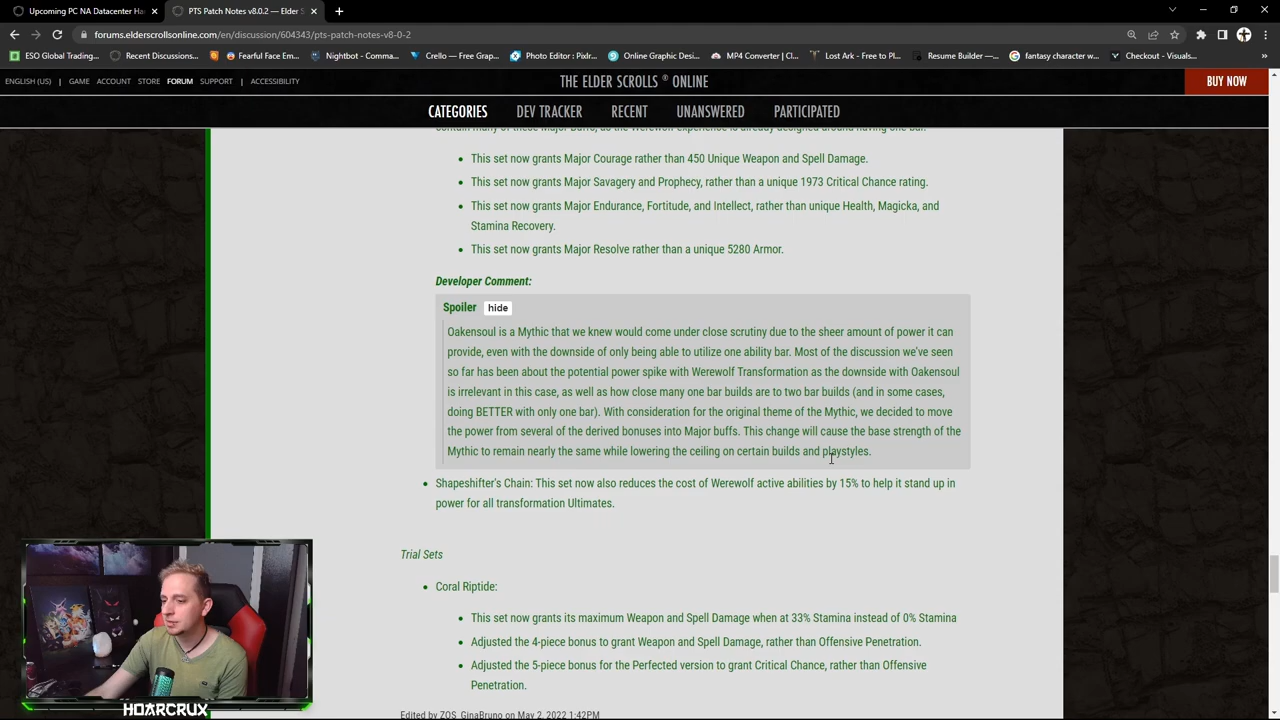 Upcoming PC NA Datacenter Ha
PTS Patch Notes v8.0.2 — Elder S
forums.elderscrollsonline.com/en/discussion/604343/pts-patch-notes-v8-0-2
ESO Global Trading...
Recent Discussions...
Fearful Face Em...
Nightbot - Comma...
Crello — Free Grap...
Photo Editor : Pixlr...
Online Graphic Desi...
MP4 Converter | Cl...
Lost Ark - Free to Pl...
Resume Builder —...
fantasy character w...
Checkout - Visuals...
ENGLISH (US) | GAME ACCOUNT STORE FORUM SUPPORT | ACCESSIBILITY
THE ELDER SCROLLS ® ONLINE
BUY NOW
CATEGORIES DEV TRACKER RECENT UNANSWERED PARTICIPATED
contain many of these Major Buffs, as the Werewolf experience is already designed around having one bar.
• This set now grants Major Courage rather than 450 Unique Weapon and Spell Damage.
• This set now grants Major Savagery and Prophecy, rather than a unique 1973 Critical Chance rating.
• This set now grants Major Endurance, Fortitude, and Intellect, rather than unique Health, Magicka, and
Stamina Recovery.
• This set now grants Major Resolve rather than a unique 5280 Armor.
Developer Comment:
Spoiler hide
Oakensoul is a Mythic that we knew would come under close scrutiny due to the sheer amount of power it can
provide, even with the downside of only being able to utilize one ability bar. Most of the discussion we've seen
so far has been about the potential power spike with Werewolf Transformation as the downside with Oakensoul
is irrelevant in this case, as well as how close many one bar builds are to two bar builds (and in some cases,
doing BETTER with only one bar). With consideration for the original theme of the Mythic, we decided to move
the power from several of the derived bonuses into Major buffs. This change will cause the base strength of the
Mythic to remain nearly the same while lowering the ceiling on certain builds and playstyles.
• Shapeshifter's Chain: This set now also reduces the cost of Werewolf active abilities by 15% to help it stand up in
power for all transformation Ultimates.
Trial Sets
• Coral Riptide:
• This set now grants its maximum Weapon and Spell Damage when at 33% Stamina instead of 0% Stamina
• Adjusted the 4-piece bonus to grant Weapon and Spell Damage, rather than Offensive Penetration.
• Adjusted the 5-piece bonus for the Perfected version to grant Critical Chance, rather than Offensive
Penetration.
Edited by ZOS_GinaBruno on May 2, 2022 1:42PM
HOARCRUX